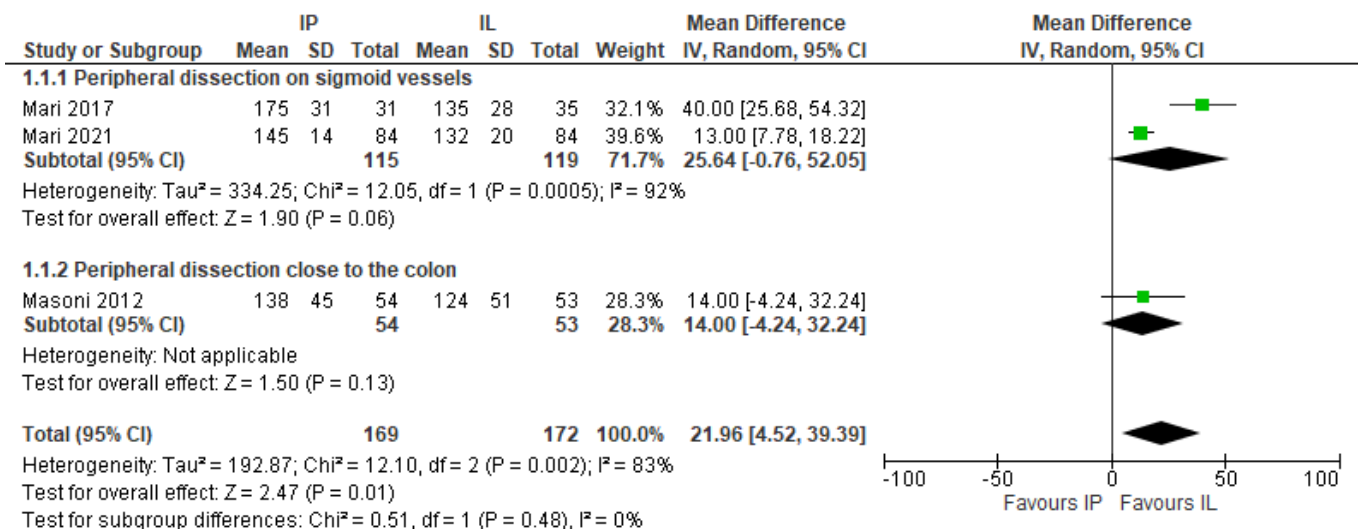 IP IL Mean Difference Mean Difference
Study or Subgroup Mean SD Total Mean SD Total Weight IV, Random, 95% CI IV, Random, 95% CI
1.1.1 Peripheral dissection on sigmoid vessels
Mari 2017 175 31 31 135 28 35 32.1% 40.00 [25.68, 54.32]
Mari 2021 145 14 84 132 20 84 39.6% 13.00 [7.78, 18.22]
Subtotal (95% CI) 115 119 71.7% 25.64 [-0.76, 52.05]
Heterogeneity: Tau² = 334.25; Chi² = 12.05, df = 1 (P = 0.0005); I² = 92%
Test for overall effect: Z = 1.90 (P = 0.06)
1.1.2 Peripheral dissection close to the colon
Masoni 2012 138 45 54 124 51 53 28.3% 14.00 [-4.24, 32.24]
Subtotal (95% CI) 54 53 28.3% 14.00 [-4.24, 32.24]
Heterogeneity: Not applicable
Test for overall effect: Z = 1.50 (P = 0.13)
Total (95% CI) 169 172 100.0% 21.96 [4.52, 39.39]
Heterogeneity: Tau² = 192.87; Chi² = 12.10, df = 2 (P = 0.002); I² = 83%
Test for overall effect: Z = 2.47 (P = 0.01)
Test for subgroup differences: Chi² = 0.51, df = 1 (P = 0.48), I² = 0%
-100 -50 0 50 100
Favours IP Favours IL